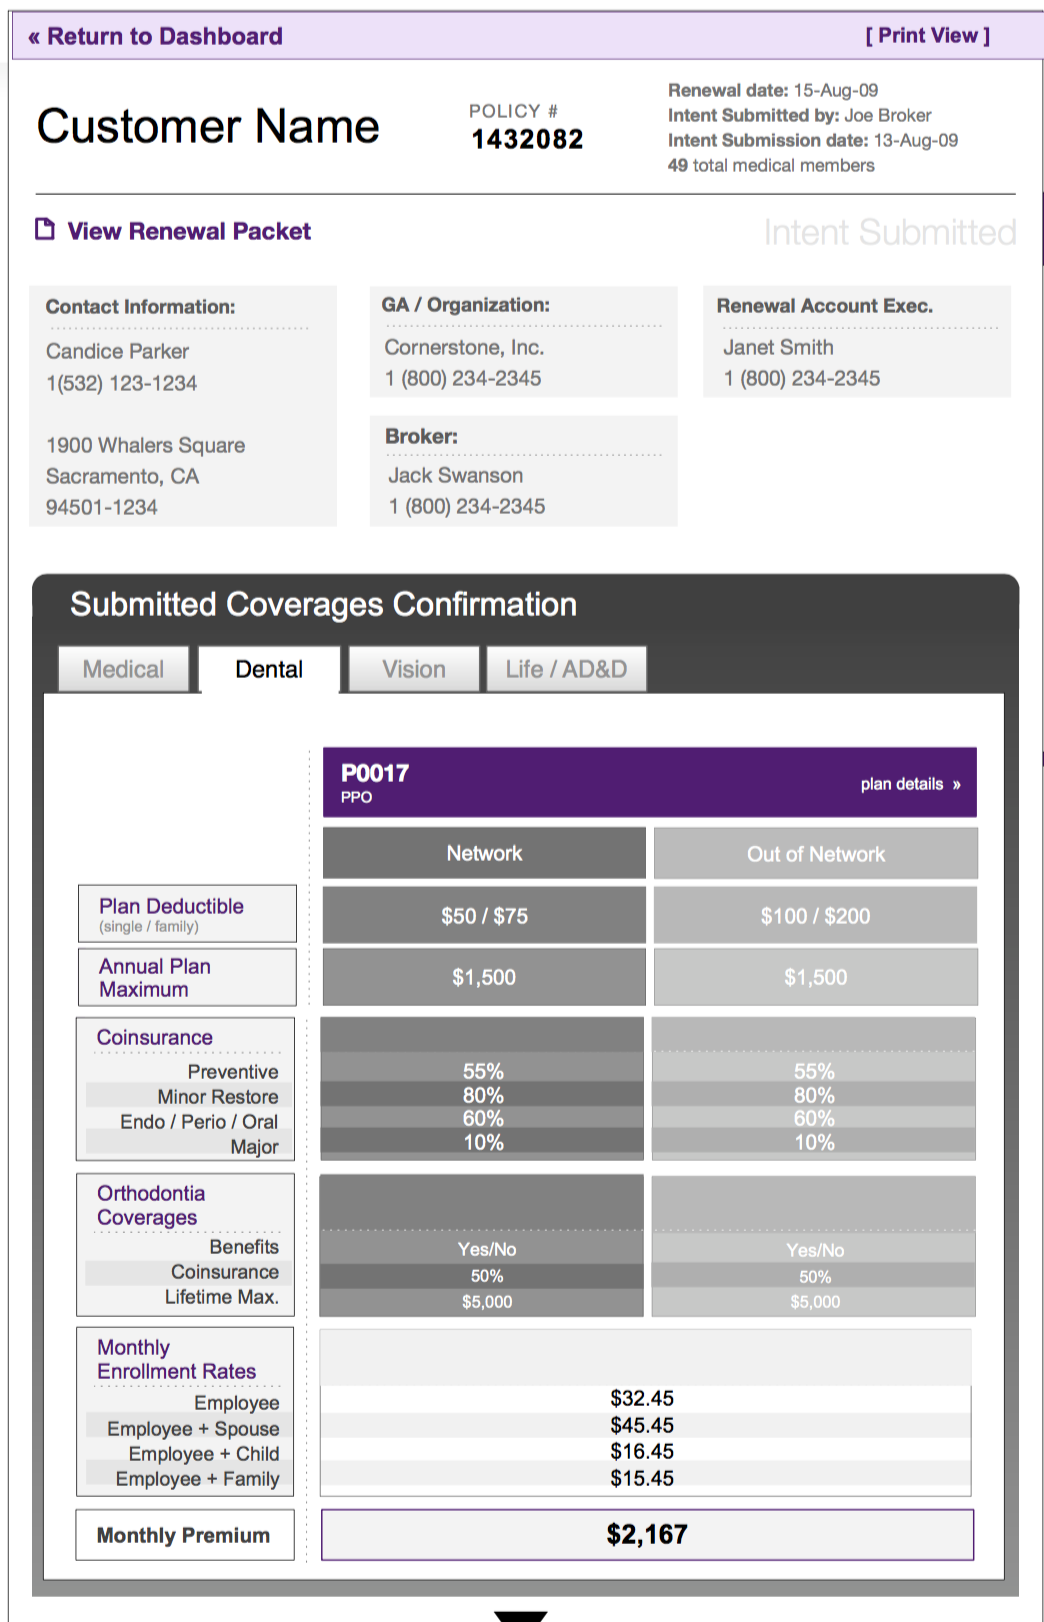 « Return to Dashboard
[ Print View ]
Customer Name
POLICY #
1432082
Renewal date: 15-Aug-09
Intent Submitted by: Joe Broker
Intent Submission date: 13-Aug-09
49 total medical members
View Renewal Packet
Intent Submitted
Contact Information:
Candice Parker
1(532) 123-1234
1900 Whalers Square
Sacramento, CA
94501-1234
GA / Organization:
Cornerstone, Inc.
1 (800) 234-2345
Broker:
Jack Swanson
1 (800) 234-2345
Renewal Account Exec.
Janet Smith
1 (800) 234-2345
Submitted Coverages Confirmation
Medical
Dental
Vision
Life / AD&D
P0017
PPO
plan details »
Network
Out of Network
Plan Deductible
(single / family)
$50 / $75
$100 / $200
Annual Plan
Maximum
$1,500
$1,500
Coinsurance
Preventive 55% 55%
Minor Restore 80% 80%
Endo / Perio / Oral 60% 60%
Major 10% 10%
Orthodontia
Coverages
Benefits Yes/No Yes/No
Coinsurance 50% 50%
Lifetime Max. $5,000 $5,000
Monthly
Enrollment Rates
Employee $32.45
Employee + Spouse $45.45
Employee + Child $16.45
Employee + Family $15.45
Monthly Premium $2,167